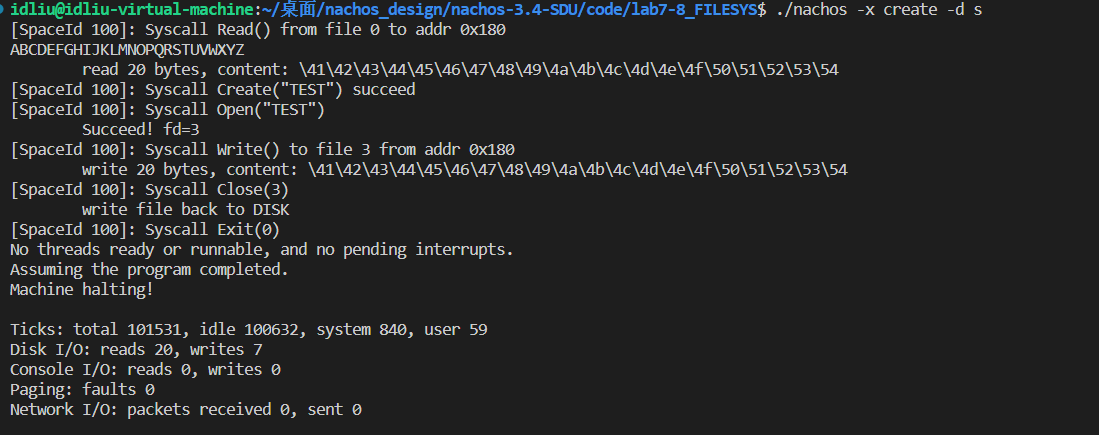 idliu@idliu-virtual-machine:~/桌面/nachos_design/nachos-3.4-SDU/code/lab7-8_FILESYS$ ./nachos -x create -d s
[SpaceId 100]: Syscall Read() from file 0 to addr 0x180
ABCDEFGHIJKLMNOPQRSTUVWXYZ
        read 20 bytes, content: \41\42\43\44\45\46\47\48\49\4a\4b\4c\4d\4e\4f\50\51\52\53\54
[SpaceId 100]: Syscall Create("TEST") succeed
[SpaceId 100]: Syscall Open("TEST")
        Succeed! fd=3
[SpaceId 100]: Syscall Write() to file 3 from addr 0x180
        write 20 bytes, content: \41\42\43\44\45\46\47\48\49\4a\4b\4c\4d\4e\4f\50\51\52\53\54
[SpaceId 100]: Syscall Close(3)
        write file back to DISK
[SpaceId 100]: Syscall Exit(0)
No threads ready or runnable, and no pending interrupts.
Assuming the program completed.
Machine halting!

Ticks: total 101531, idle 100632, system 840, user 59
Disk I/O: reads 20, writes 7
Console I/O: reads 0, writes 0
Paging: faults 0
Network I/O: packets received 0, sent 0